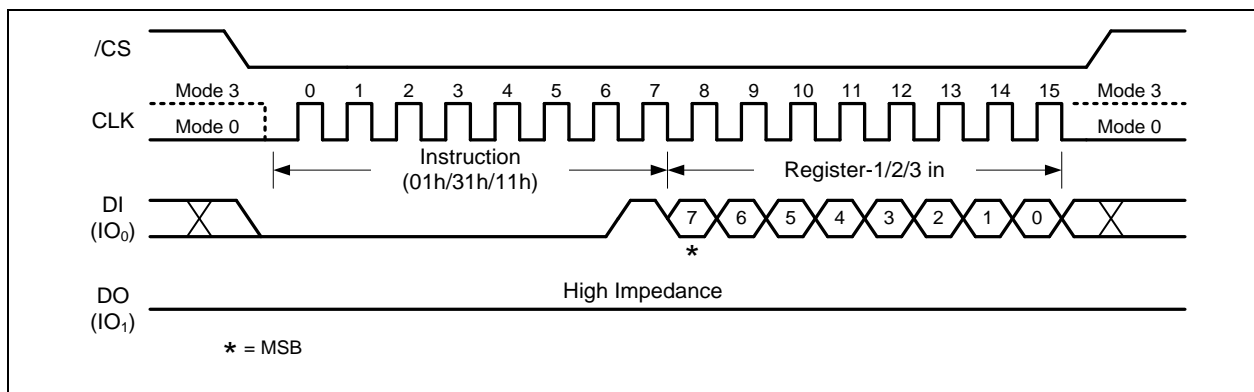 /CS
Mode 3 0 1 2 3 4 5 6 7 8 9 10 11 12 13 14 15 Mode 3
CLK
Mode 0 Mode 0
Instruction
(01h/31h/11h) Register-1/2/3 in
DI
(IO₀) 7 6 5 4 3 2 1 0
*
DO High Impedance
(IO₁)
* = MSB